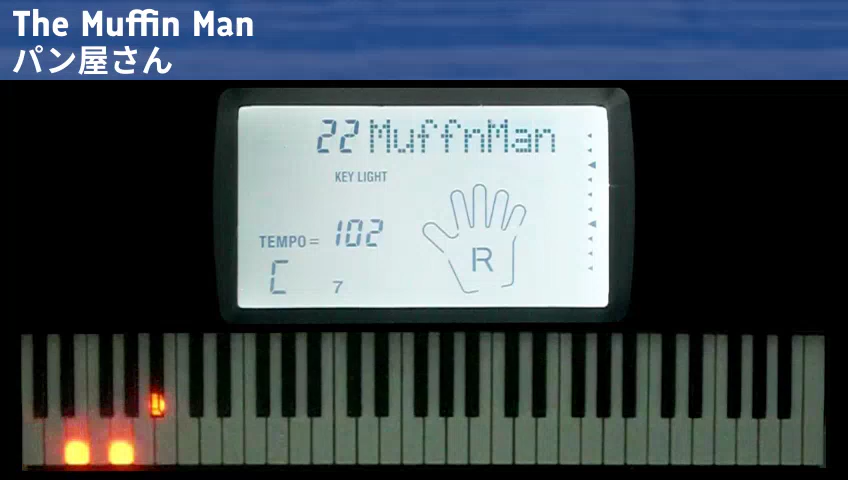 The Muffin Man
パン屋さん
22 MuffnMan
KEY LIGHT
TEMPO = 102
R
C 7